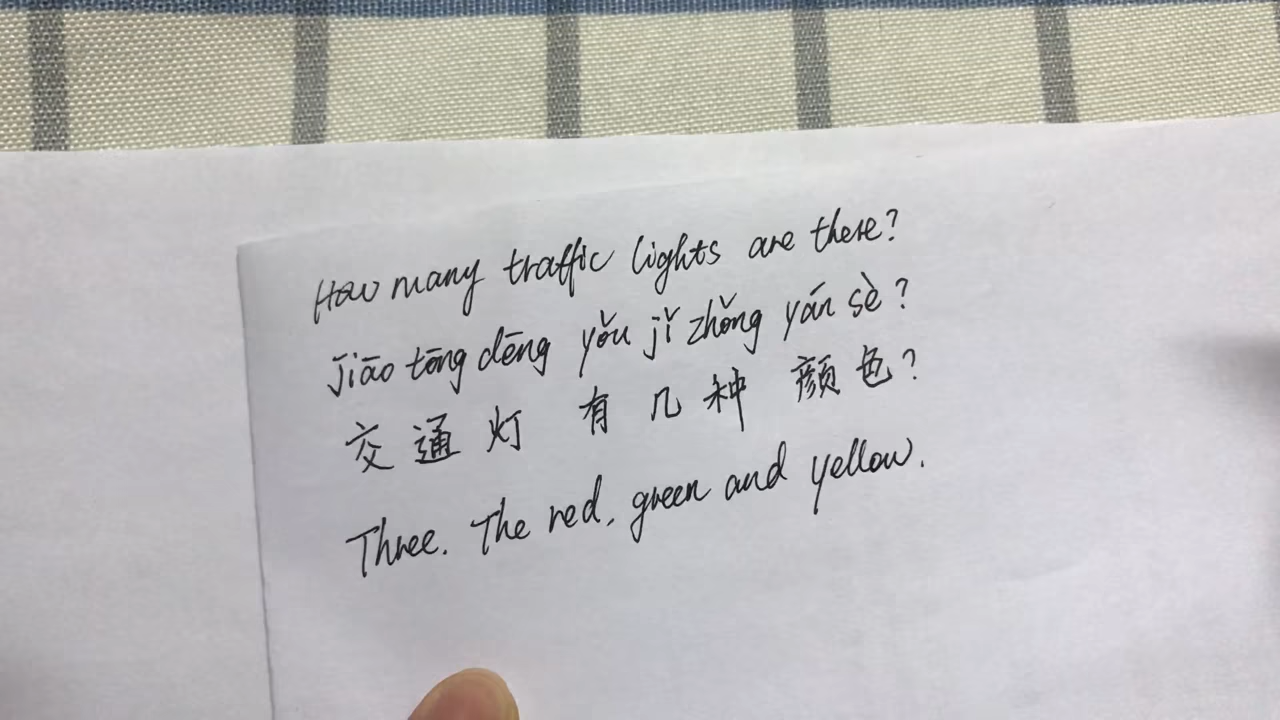 How many traffic lights are there?
jiāo tōng dēng yǒu jǐ zhǒng yán sè?
交通灯 有 几 种 颜色?
Three. The red, green and yellow.